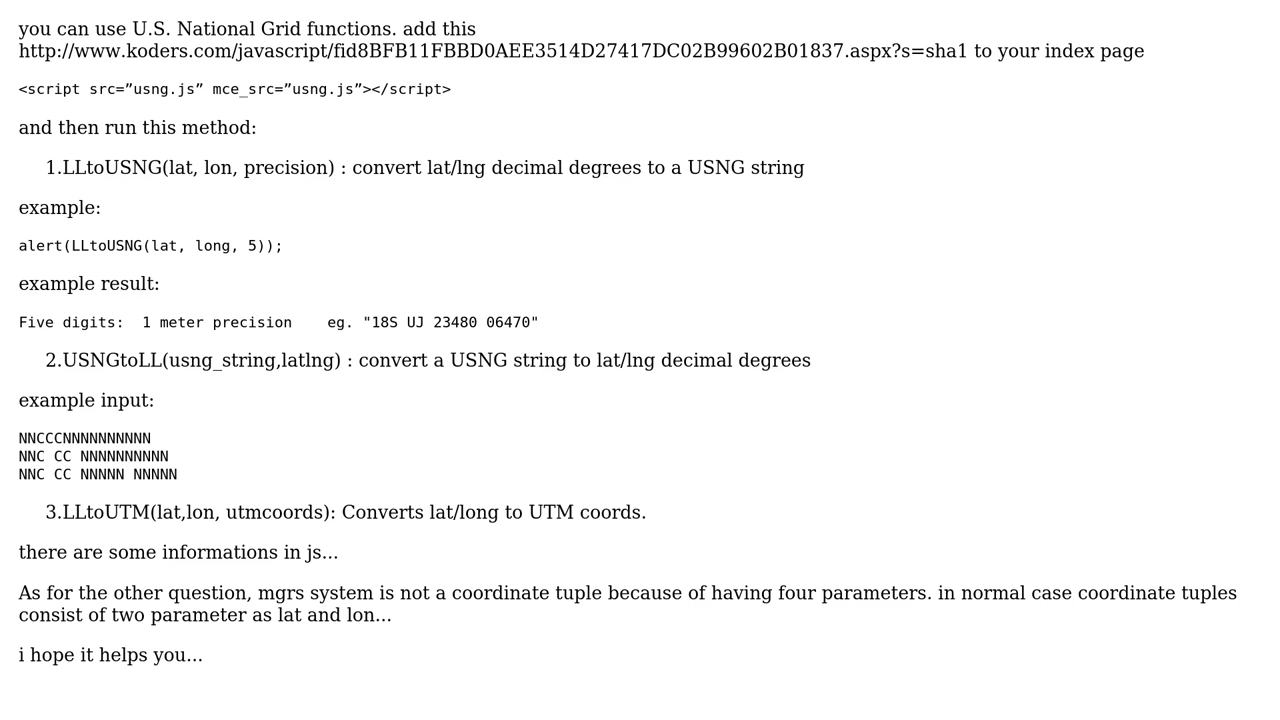 you can use U.S. National Grid functions. add this
http://www.koders.com/javascript/fid8BFB11FBBD0AEE3514D27417DC02B99602B01837.aspx?s=sha1 to your index page
<script src=”usng.js” mce_src=”usng.js”></script>
and then run this method:
1.LLtoUSNG(lat, lon, precision) : convert lat/lng decimal degrees to a USNG string
example:
alert(LLtoUSNG(lat, long, 5));
example result:
Five digits:  1 meter precision    eg. "18S UJ 23480 06470"
2.USNGtoLL(usng_string,latlng) : convert a USNG string to lat/lng decimal degrees
example input:
NNCCCNNNNNNNNNN
NNC CC NNNNNNNNNN
NNC CC NNNNN NNNNN
3.LLtoUTM(lat,lon, utmcoords): Converts lat/long to UTM coords.
there are some informations in js...
As for the other question, mgrs system is not a coordinate tuple because of having four parameters. in normal case coordinate tuples
consist of two parameter as lat and lon...
i hope it helps you...